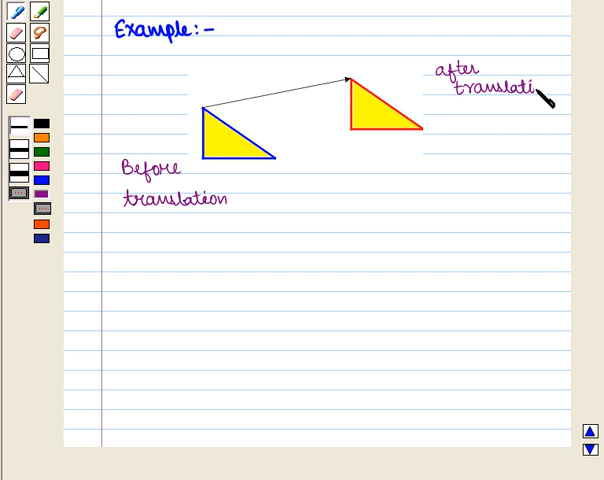 Example:-
after
translati
Before
translation